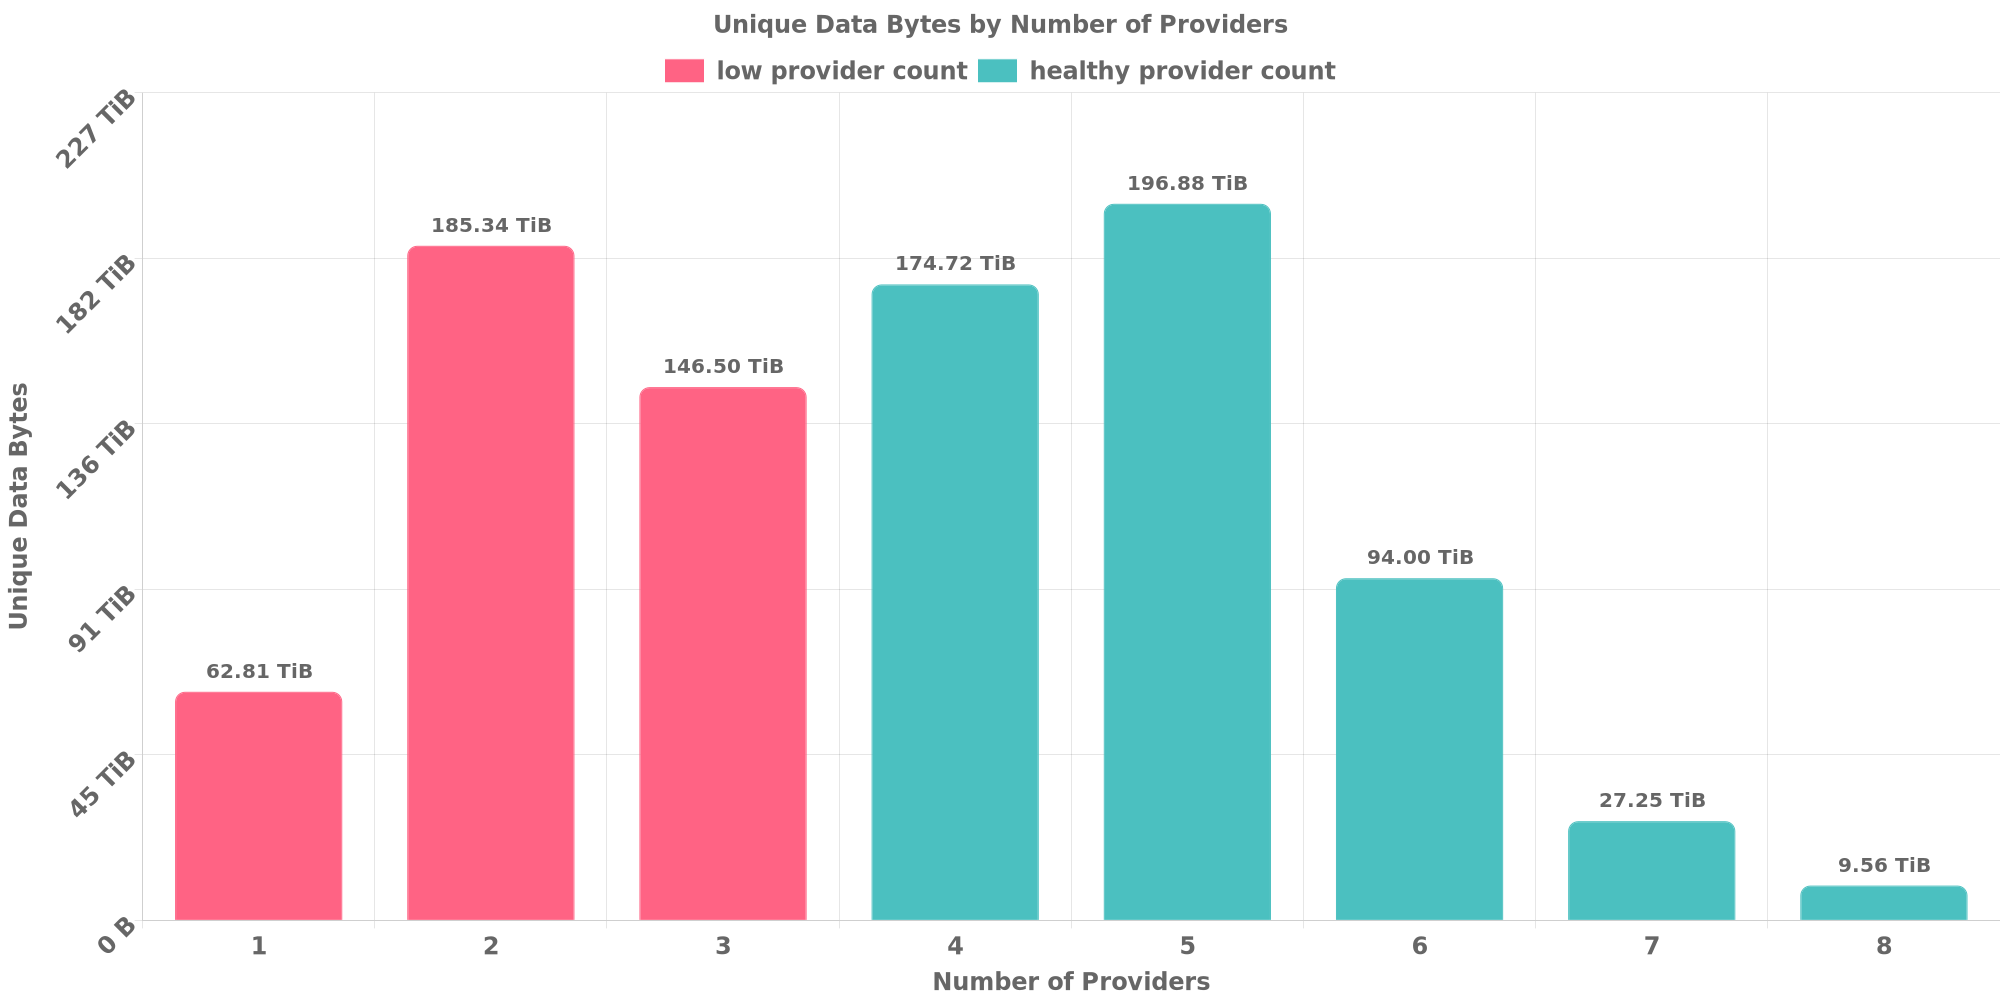 Unique Data Bytes by Number of Providers
low provider count healthy provider count
227 TiB
182 TiB
136 TiB
91 TiB
45 TiB
0 B
Unique Data Bytes
62.81 TiB
185.34 TiB
146.50 TiB
174.72 TiB
196.88 TiB
94.00 TiB
27.25 TiB
9.56 TiB
1 2 3 4 5 6 7 8
Number of Providers